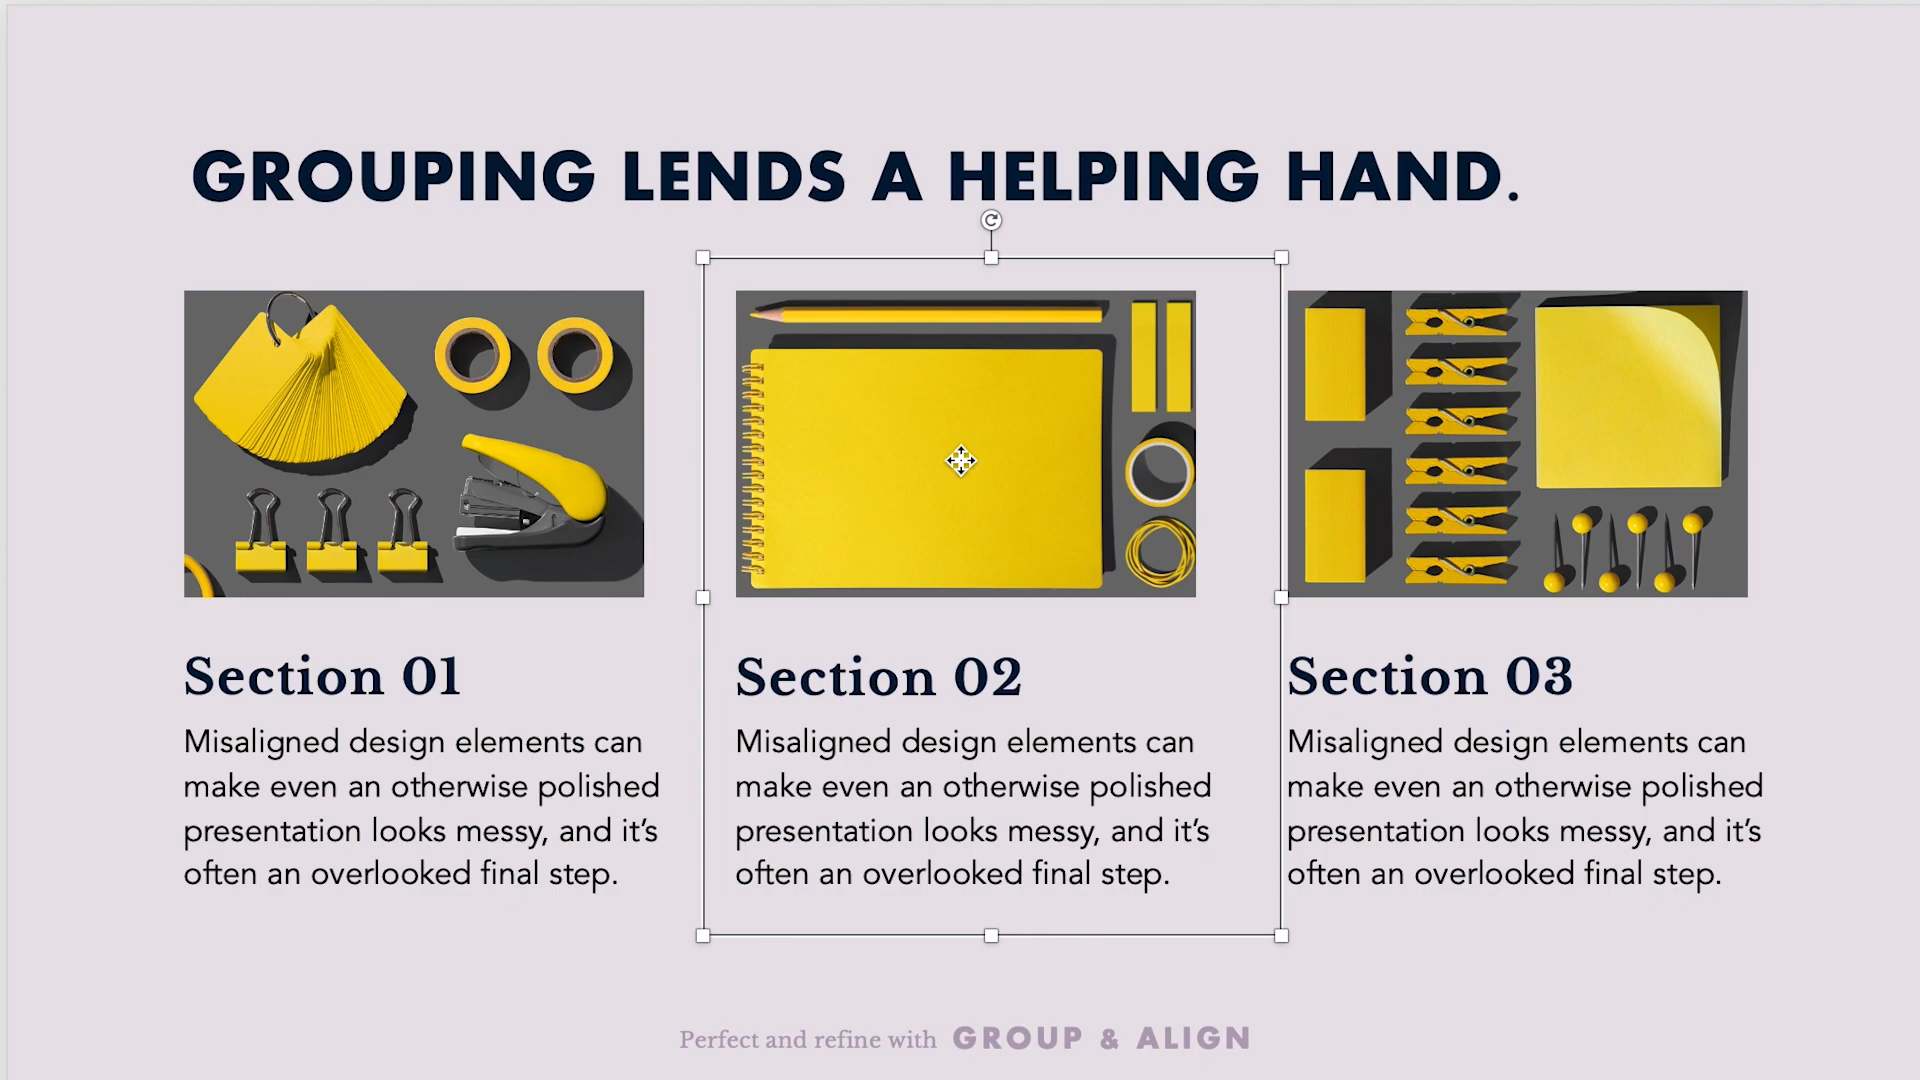 GROUPING LENDS A HELPING HAND.
Section 01
Misaligned design elements can
make even an otherwise polished
presentation looks messy, and it's
often an overlooked final step.
Section 02
Misaligned design elements can
make even an otherwise polished
presentation looks messy, and it's
often an overlooked final step.
Section 03
Misaligned design elements can
make even an otherwise polished
presentation looks messy, and it's
often an overlooked final step.
Perfect and refine with GROUP & ALIGN